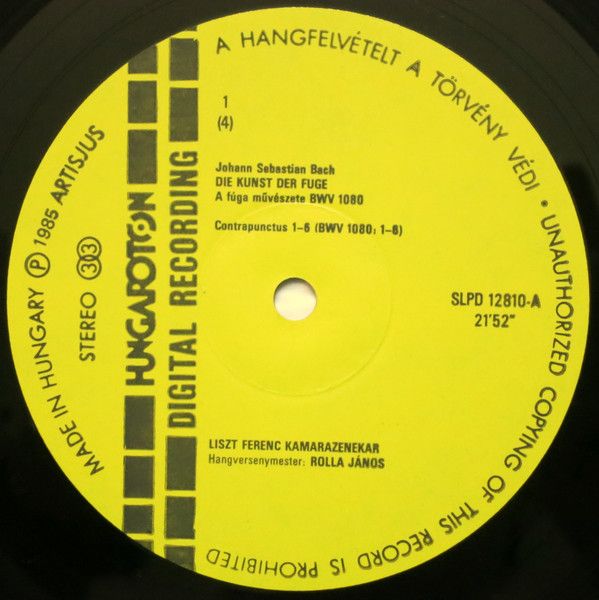 A HANGFELVÉTELT A TÖRVÉNY VÉDI • UNAUTHORIZED COPYING OF THIS RECORD IS PROHIBITED
MADE IN HUNGARY Ⓟ 1985 ARTISJUS
STEREO 33
HUNGAROTON
DIGITAL RECORDING
1
(4)
Johann Sebastian Bach
DIE KUNST DER FUGE
A fúga művészete BWV 1080
Contrapunctus 1–6 (BWV 1080: 1–6)
SLPD 12810-A
21'52"
LISZT FERENC KAMARAZENEKAR
Hangversenymester: ROLLA JÁNOS